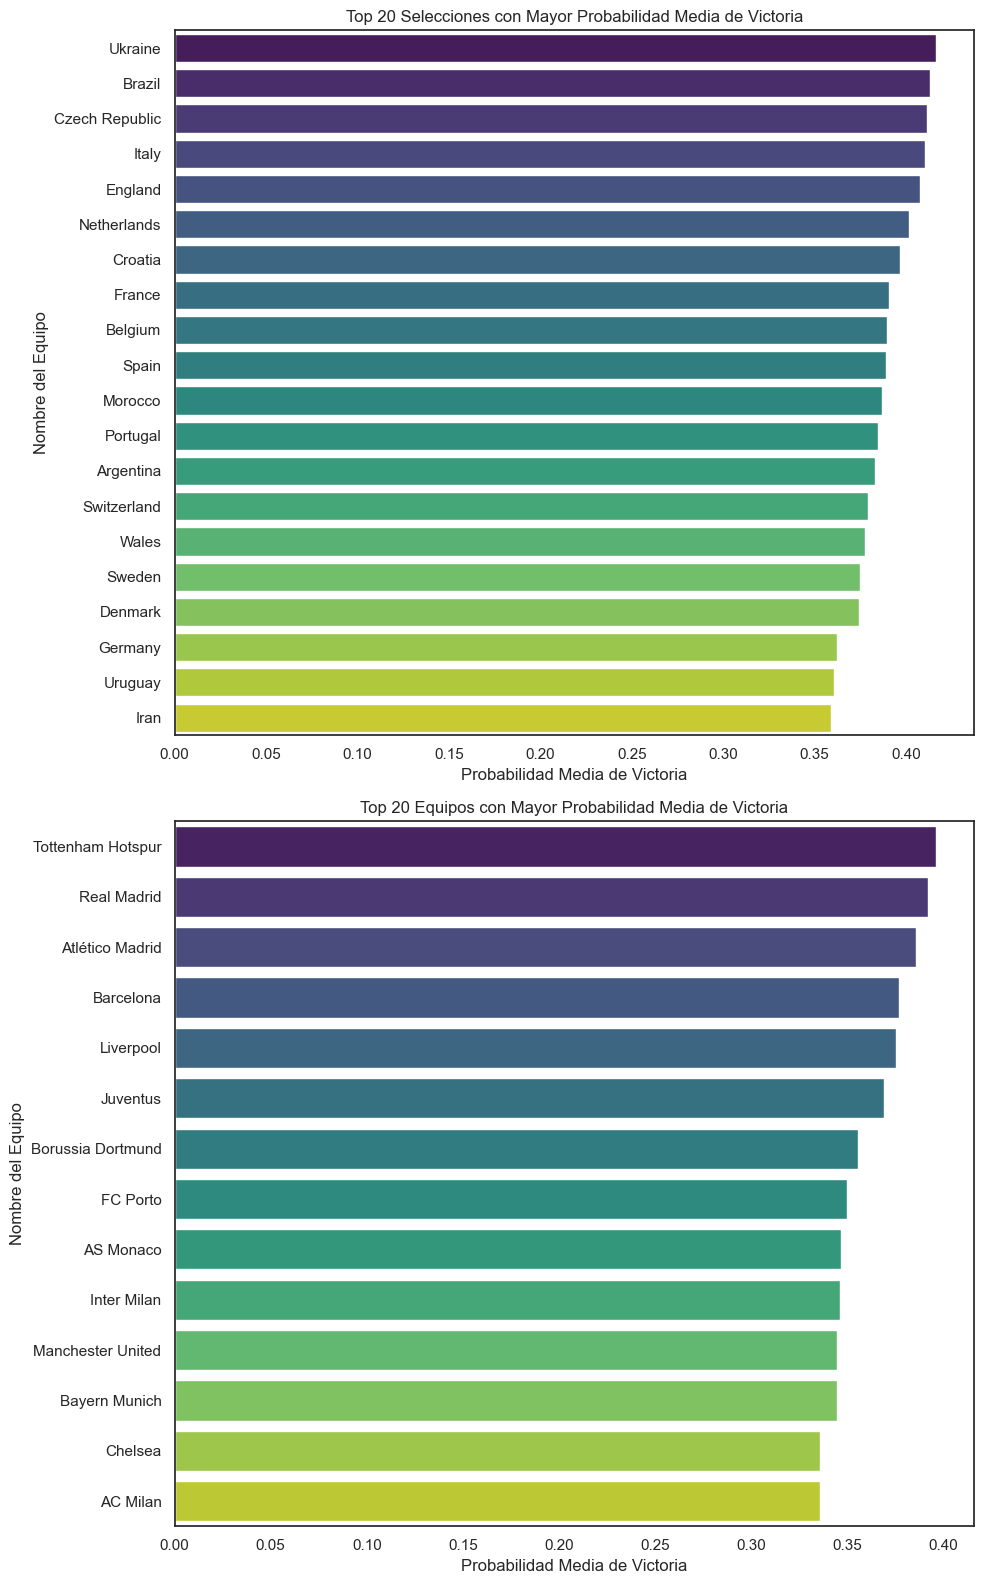 Top 20 Selecciones con Mayor Probabilidad Media de Victoria
Nombre del Equipo
Ukraine
Brazil
Czech Republic
Italy
England
Netherlands
Croatia
France
Belgium
Spain
Morocco
Portugal
Argentina
Switzerland
Wales
Sweden
Denmark
Germany
Uruguay
Iran
0.00 0.05 0.10 0.15 0.20 0.25 0.30 0.35 0.40
Probabilidad Media de Victoria
Top 20 Equipos con Mayor Probabilidad Media de Victoria
Nombre del Equipo
Tottenham Hotspur
Real Madrid
Atlético Madrid
Barcelona
Liverpool
Juventus
Borussia Dortmund
FC Porto
AS Monaco
Inter Milan
Manchester United
Bayern Munich
Chelsea
AC Milan
0.00 0.05 0.10 0.15 0.20 0.25 0.30 0.35 0.40
Probabilidad Media de Victoria